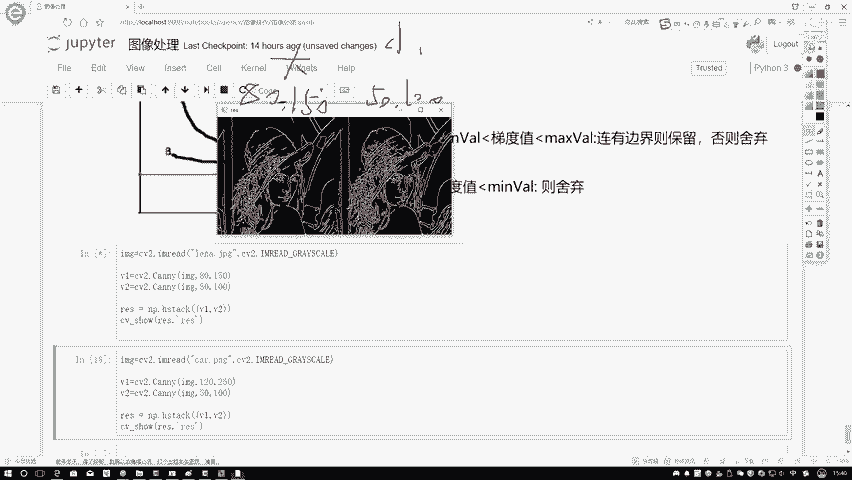 jupyter 图像处理 Last Checkpoint: 14 hours ago (unsaved changes)
Logout
File Edit View Insert Cell Kernel Widgets Help
Trusted
Python 3
80.150 50.100
res
nVal<梯度值<maxVal:连有边界则保留，否则舍弃
度值<minVal: 则舍弃
In [*]:
img=cv2.imread("lena.jpg",cv2.IMREAD_GRAYSCALE)
v1=cv2.Canny(img,80,150)
v2=cv2.Canny(img,50,100)
res = np.hstack((v1,v2))
cv_show(res,'res')
img=cv2.imread("car.png",cv2.IMREAD_GRAYSCALE)
v1=cv2.Canny(img,120,250)
v2=cv2.Canny(img,50,100)
res = np.hstack((v1,v2))
cv_show(res,'res')